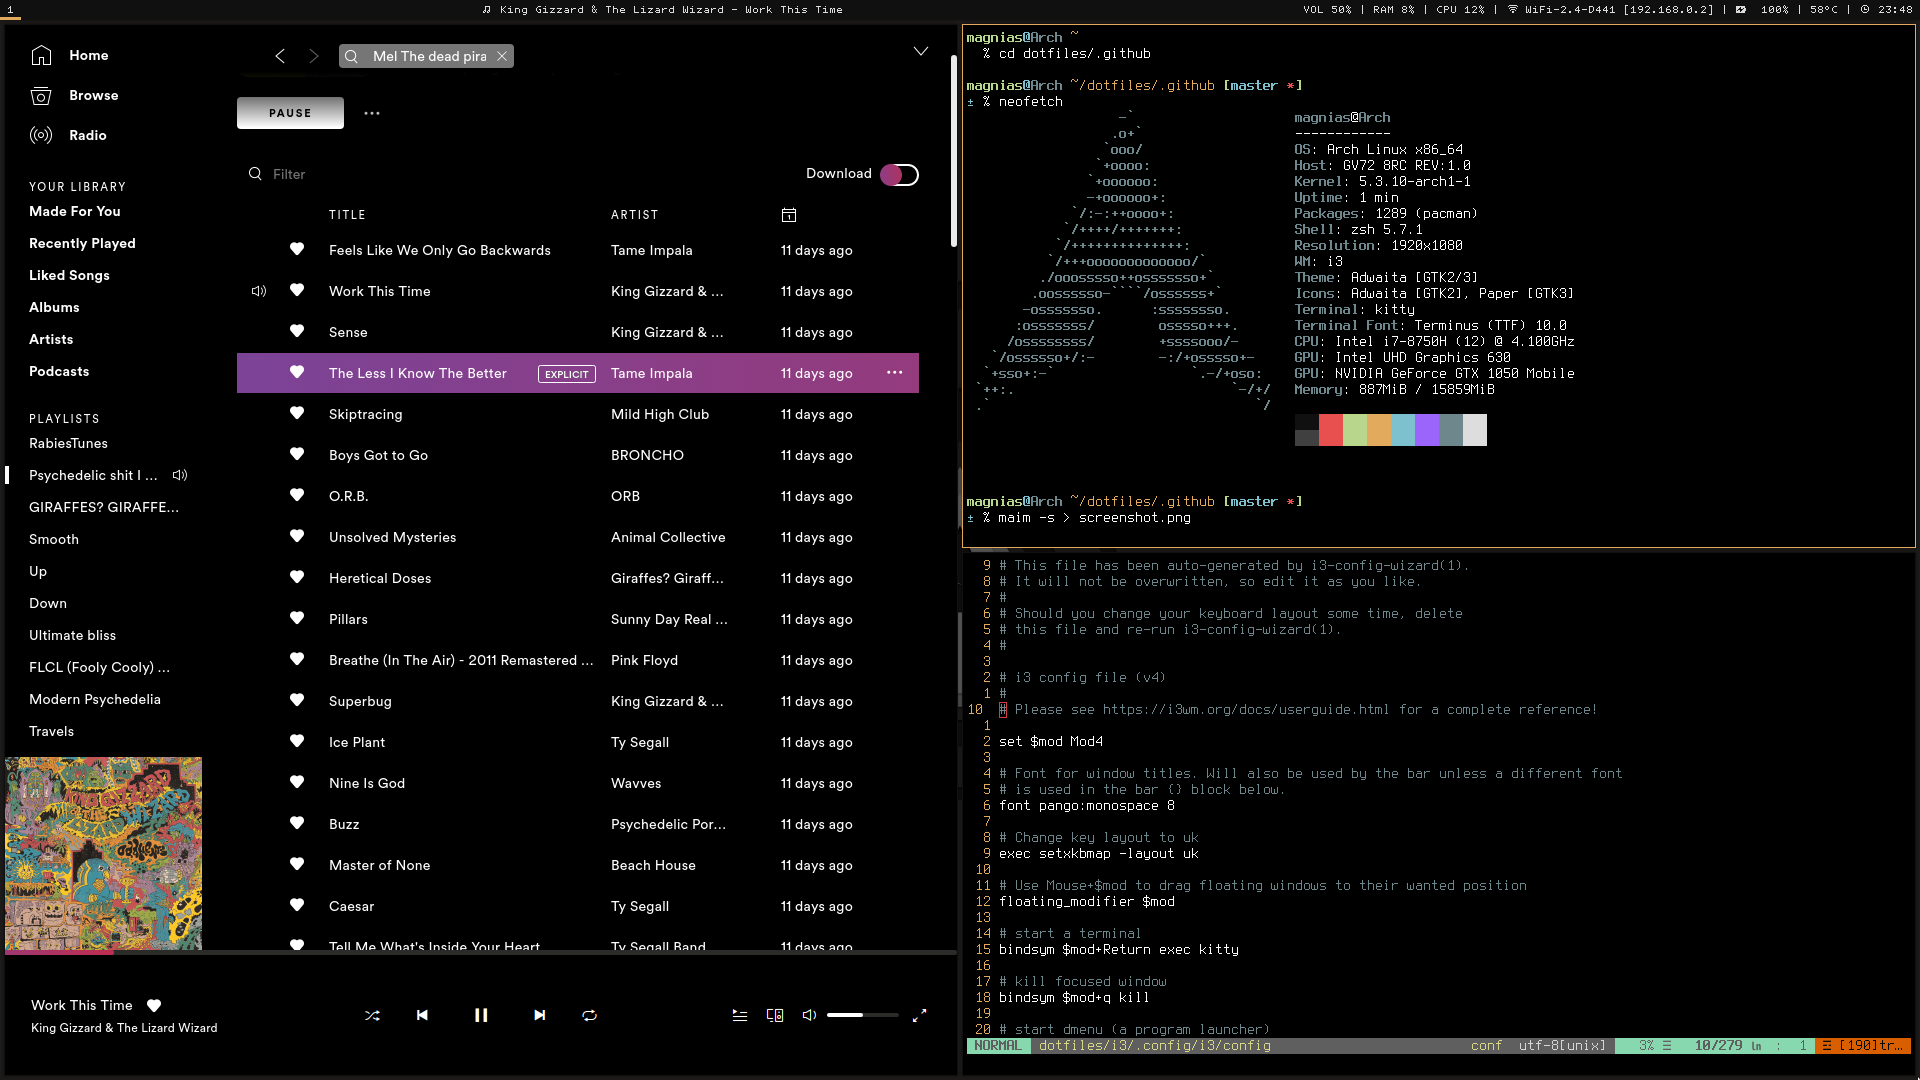 1
♫ King Gizzard & The Lizard Wizard - Work This Time
VOL 50% | RAM 8% | CPU 12% | WiFi-2.4-D441 [192.168.0.2] | 100% | 58°C | 23:48
Home
Browse
Radio
YOUR LIBRARY
Made For You
Recently Played
Liked Songs
Albums
Artists
Podcasts
PLAYLISTS
RabiesTunes
Psychedelic shit I ...
GIRAFFES? GIRAFFE...
Smooth
Up
Down
Ultimate bliss
FLCL (Fooly Cooly) ...
Modern Psychedelia
Travels
Mel The dead pira
PAUSE
Filter
Download
TITLE ARTIST
Feels Like We Only Go Backwards Tame Impala 11 days ago
Work This Time King Gizzard & ... 11 days ago
Sense King Gizzard & ... 11 days ago
The Less I Know The Better EXPLICIT Tame Impala 11 days ago
Skiptracing Mild High Club 11 days ago
Boys Got to Go BRONCHO 11 days ago
O.R.B. ORB 11 days ago
Unsolved Mysteries Animal Collective 11 days ago
Heretical Doses Giraffes? Giraff... 11 days ago
Pillars Sunny Day Real ... 11 days ago
Breathe (In The Air) - 2011 Remastered ... Pink Floyd 11 days ago
Superbug King Gizzard & ... 11 days ago
Ice Plant Ty Segall 11 days ago
Nine Is God Wavves 11 days ago
Buzz Psychedelic Por... 11 days ago
Master of None Beach House 11 days ago
Caesar Ty Segall 11 days ago
Tell Me What's Inside Your Heart Ty Segall Band 11 days ago
Work This Time
King Gizzard & The Lizard Wizard
magnias@Arch ~
% cd dotfiles/.github
magnias@Arch ~/dotfiles/.github [master *]
± % neofetch
magnias@Arch
------------
OS: Arch Linux x86_64
Host: GV72 8RC REV:1.0
Kernel: 5.3.10-arch1-1
Uptime: 1 min
Packages: 1289 (pacman)
Shell: zsh 5.7.1
Resolution: 1920x1080
WM: i3
Theme: Adwaita [GTK2/3]
Icons: Adwaita [GTK2], Paper [GTK3]
Terminal: kitty
Terminal Font: Terminus (TTF) 10.0
CPU: Intel i7-8750H (12) @ 4.100GHz
GPU: Intel UHD Graphics 630
GPU: NVIDIA GeForce GTX 1050 Mobile
Memory: 887MiB / 15859MiB
magnias@Arch ~/dotfiles/.github [master *]
± % maim -s > screenshot.png
9 # This file has been auto-generated by i3-config-wizard(1).
8 # It will not be overwritten, so edit it as you like.
7 #
6 # Should you change your keyboard layout some time, delete
5 # this file and re-run i3-config-wizard(1).
4 #
3
2 # i3 config file (v4)
1 #
10 # Please see https://i3wm.org/docs/userguide.html for a complete reference!
1
2 set $mod Mod4
3
4 # Font for window titles. Will also be used by the bar unless a different font
5 # is used in the bar {} block below.
6 font pango:monospace 8
7
8 # Change key layout to uk
9 exec setxkbmap -layout uk
10
11 # Use Mouse+$mod to drag floating windows to their wanted position
12 floating_modifier $mod
13
14 # start a terminal
15 bindsym $mod+Return exec kitty
16
17 # kill focused window
18 bindsym $mod+q kill
19
20 # start dmenu (a program launcher)
NORMAL dotfiles/i3/.config/i3/config conf utf-8[unix] 3% ☰ 10/279 ln : 1 ☲ [190]tr...